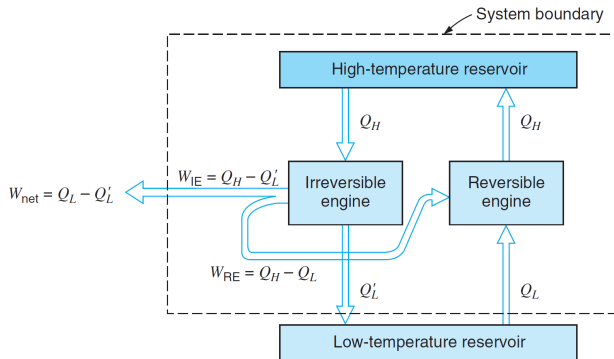 System boundary
High-temperature reservoir
Q_H
Q_H
W_IE = Q_H − Q′_L
W_net = Q_L − Q′_L
Irreversible
engine
Reversible
engine
W_RE = Q_H − Q_L
Q′_L
Q_L
Low-temperature reservoir